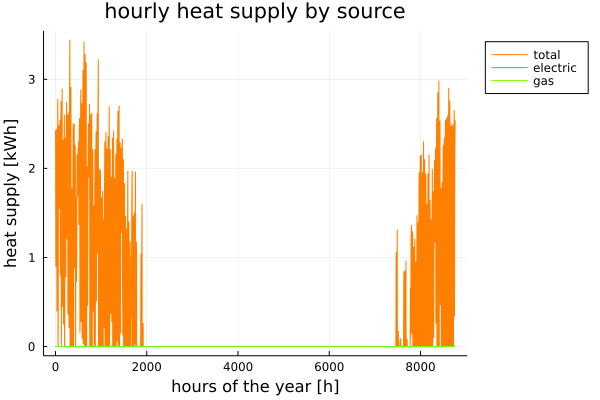 hourly heat supply by source
total
electric
gas
heat supply [kWh]
3
2
1
0
0
2000
4000
6000
8000
hours of the year [h]